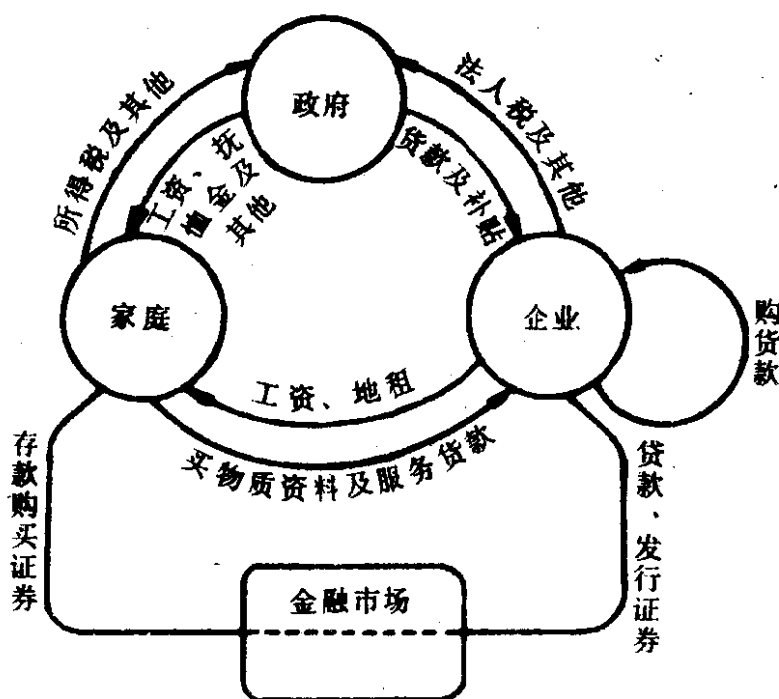 政府
所得税及其他
法人税及其他
工资、抚
恤金及
其他
货款及补贴
家庭
企业
购货款
工资、地租
买物质资料及服务货款
存款购买证券
贷款、发行证券
金融市场